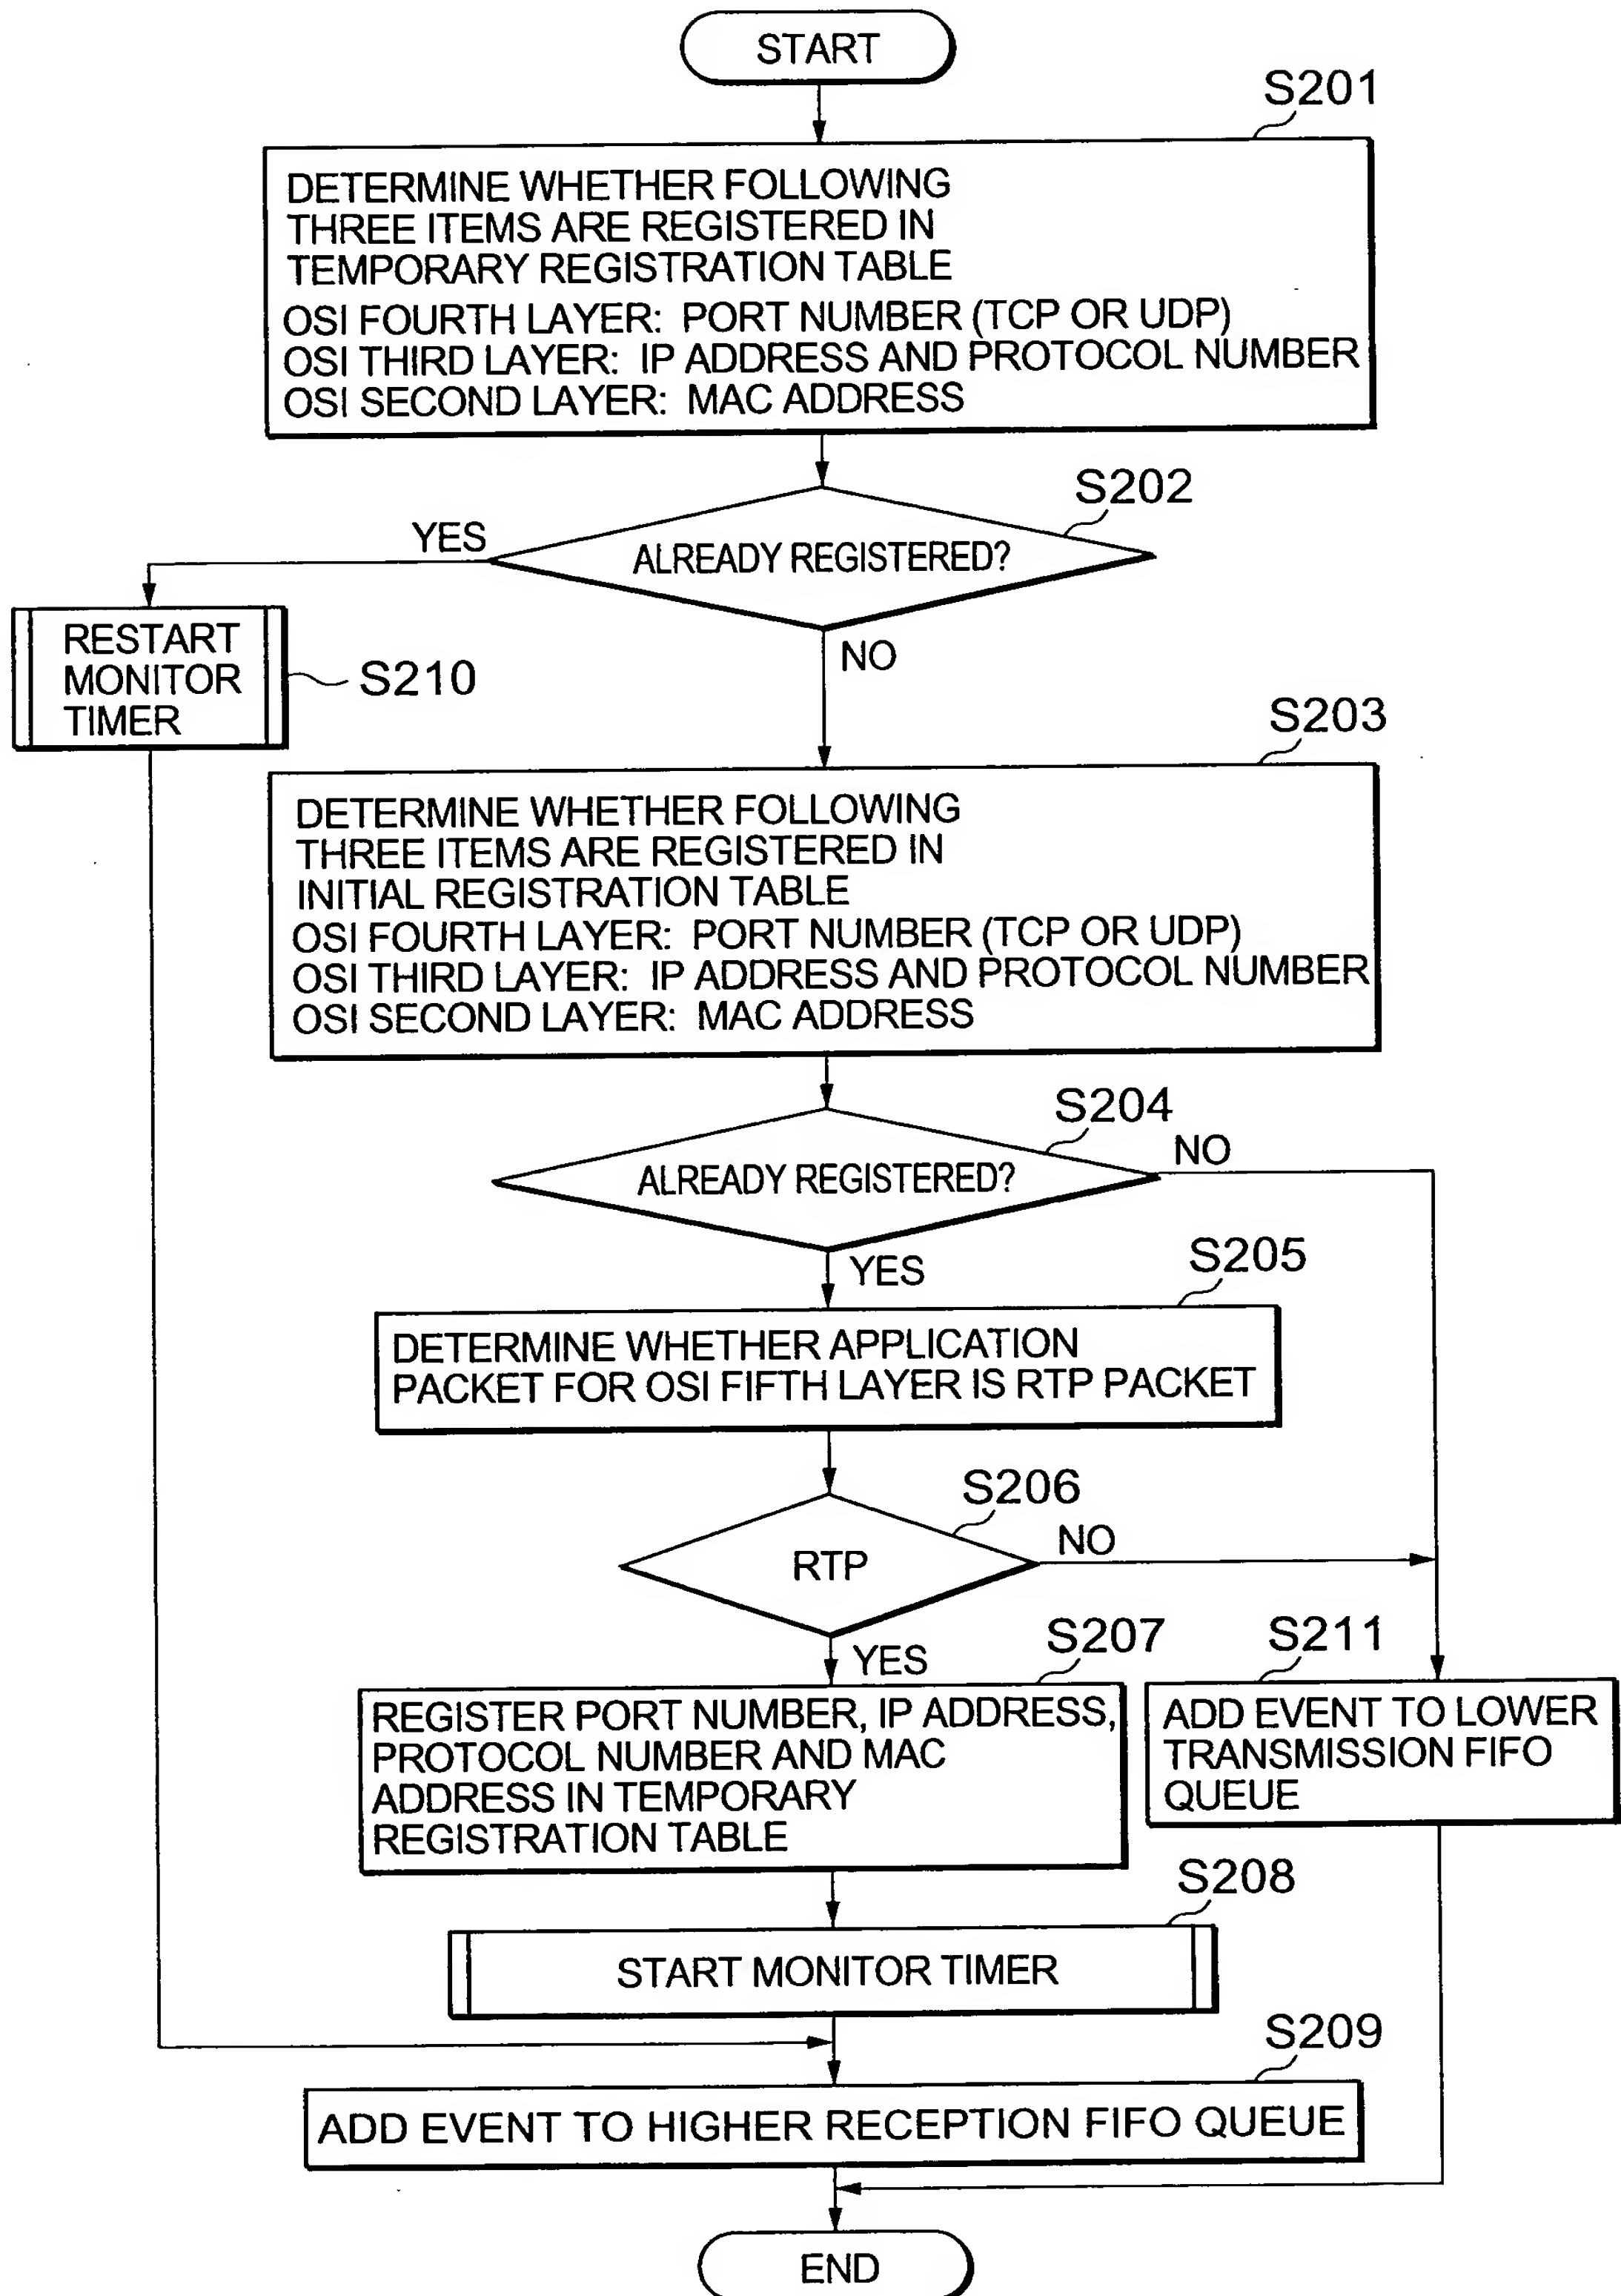 START
S201
DETERMINE WHETHER FOLLOWING
THREE ITEMS ARE REGISTERED IN
TEMPORARY REGISTRATION TABLE
OSI FOURTH LAYER: PORT NUMBER (TCP OR UDP)
OSI THIRD LAYER: IP ADDRESS AND PROTOCOL NUMBER
OSI SECOND LAYER: MAC ADDRESS
S202
YES
ALREADY REGISTERED?
NO
RESTART
MONITOR
TIMER
S210
S203
DETERMINE WHETHER FOLLOWING
THREE ITEMS ARE REGISTERED IN
INITIAL REGISTRATION TABLE
OSI FOURTH LAYER: PORT NUMBER (TCP OR UDP)
OSI THIRD LAYER: IP ADDRESS AND PROTOCOL NUMBER
OSI SECOND LAYER: MAC ADDRESS
S204
NO
ALREADY REGISTERED?
YES
S205
DETERMINE WHETHER APPLICATION
PACKET FOR OSI FIFTH LAYER IS RTP PACKET
S206
NO
RTP
YES
S207
REGISTER PORT NUMBER, IP ADDRESS,
PROTOCOL NUMBER AND MAC
ADDRESS IN TEMPORARY
REGISTRATION TABLE
S211
ADD EVENT TO LOWER
TRANSMISSION FIFO
QUEUE
S208
START MONITOR TIMER
S209
ADD EVENT TO HIGHER RECEPTION FIFO QUEUE
END